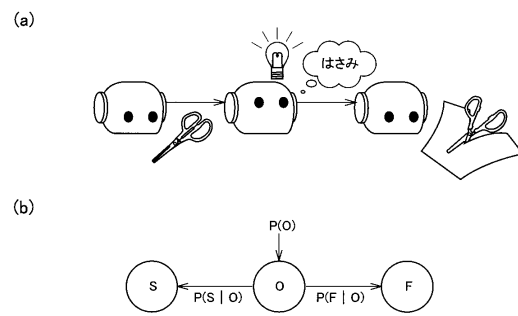 (a)
はさみ
(b)
P(O)
S
P(S | O)
O
P(F | O)
F